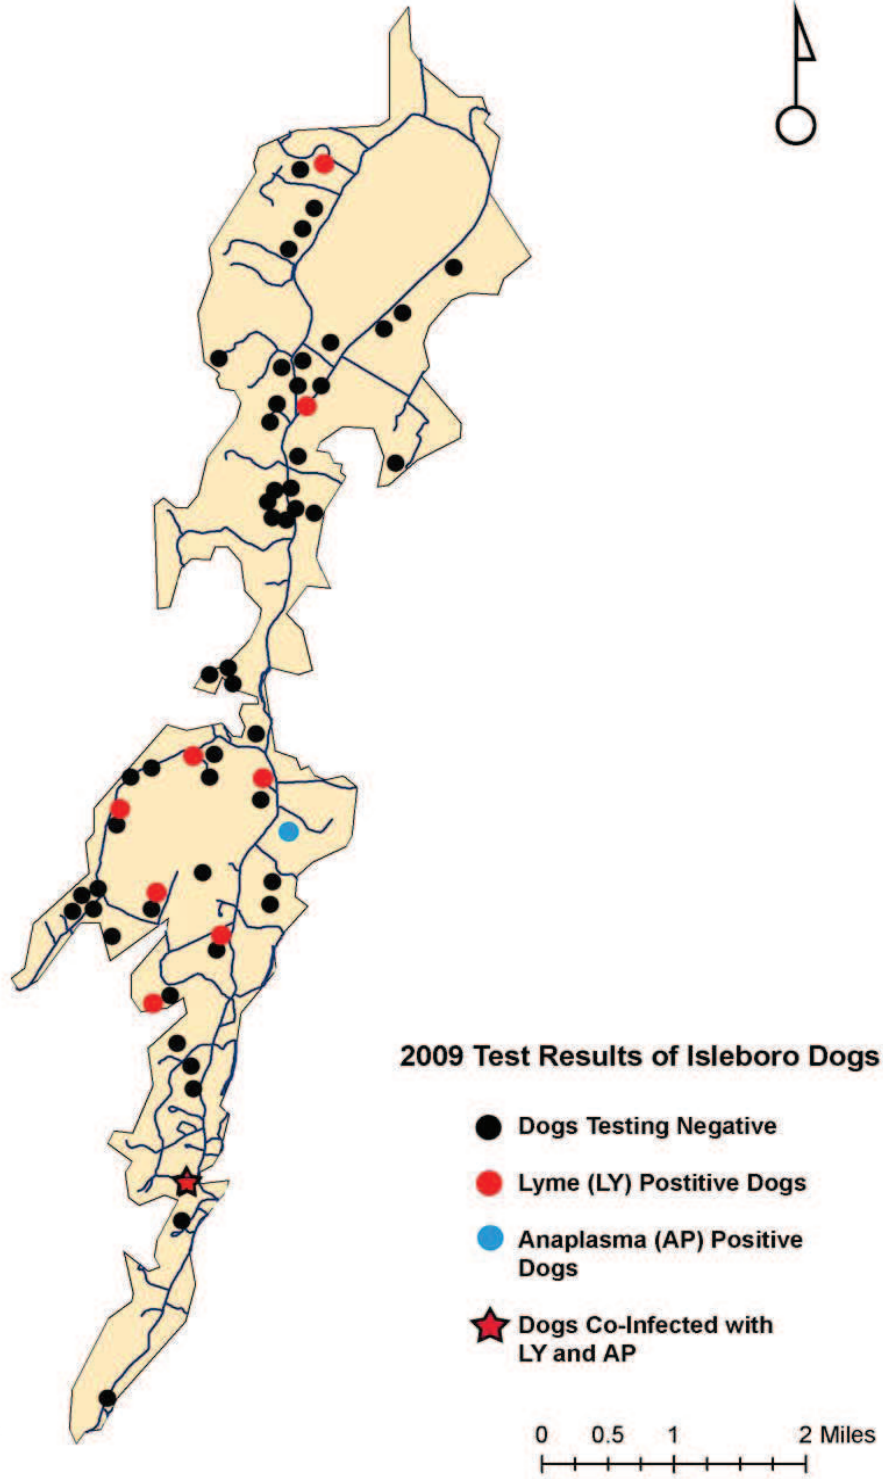 2009 Test Results of Isleboro Dogs
Dogs Testing Negative
Lyme (LY) Postitive Dogs
Anaplasma (AP) Positive
Dogs
Dogs Co-Infected with
LY and AP
0 0.5 1 2 Miles